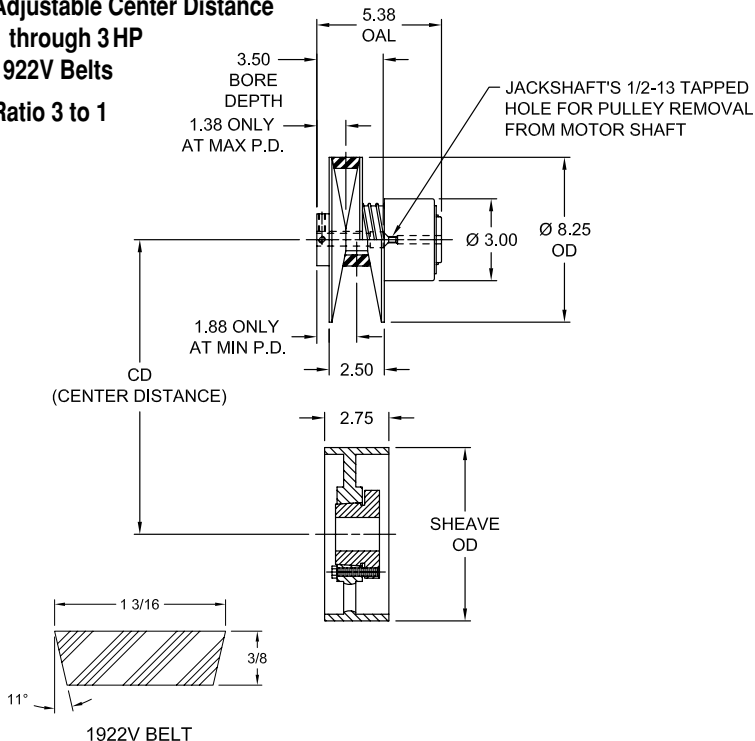 Adjustable Center Distance
through 3 HP
1922V Belts
Ratio 3 to 1
5.38
OAL
3.50
BORE
DEPTH
1.38 ONLY
AT MAX P.D.
JACKSHAFT'S 1/2-13 TAPPED
HOLE FOR PULLEY REMOVAL
FROM MOTOR SHAFT
Ø 3.00
Ø 8.25
OD
1.88 ONLY
AT MIN P.D.
2.50
CD
(CENTER DISTANCE)
2.75
SHEAVE
OD
1 3/16
3/8
11°
1922V BELT